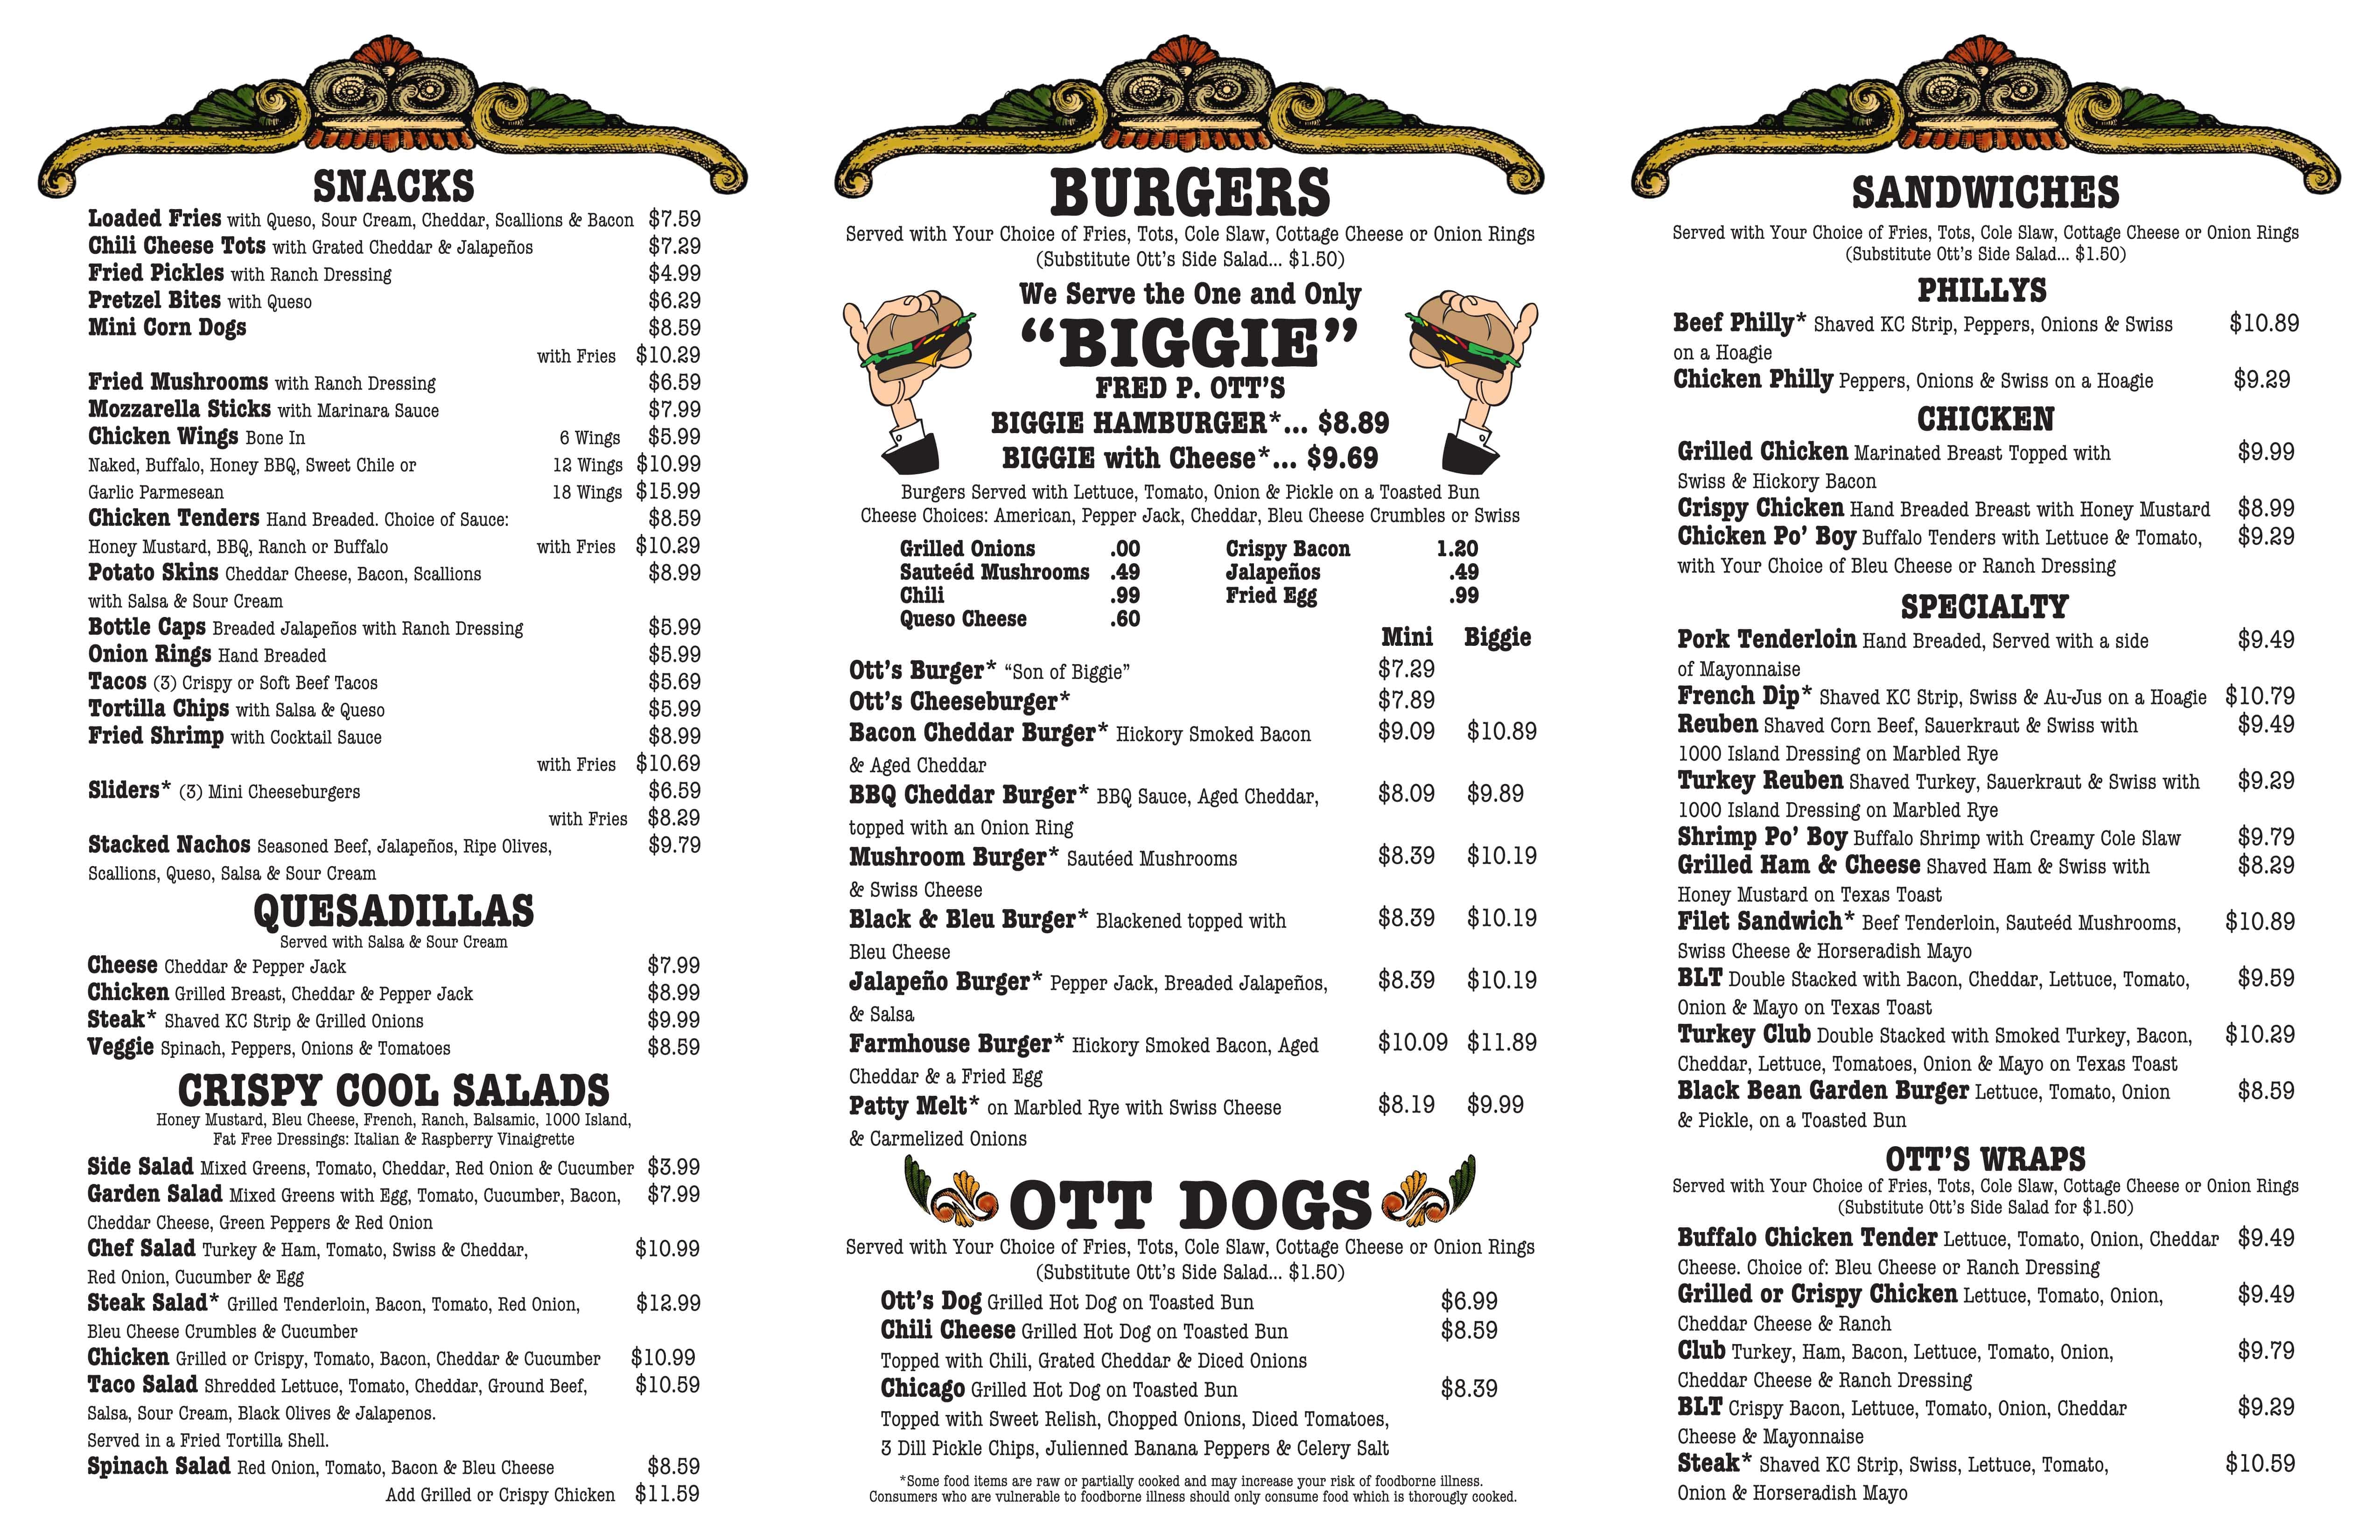 SNACKS
Loaded Fries with Queso, Sour Cream, Cheddar, Scallions & Bacon $7.59
Chili Cheese Tots with Grated Cheddar & Jalapeños $7.29
Fried Pickles with Ranch Dressing $4.99
Pretzel Bites with Queso $6.29
Mini Corn Dogs $8.59
with Fries $10.29
Fried Mushrooms with Ranch Dressing $6.59
Mozzarella Sticks with Marinara Sauce $7.99
Chicken Wings Bone In 6 Wings $5.99
Naked, Buffalo, Honey BBQ, Sweet Chile or 12 Wings $10.99
Garlic Parmesean 18 Wings $15.99
Chicken Tenders Hand Breaded. Choice of Sauce: $8.59
Honey Mustard, BBQ, Ranch or Buffalo with Fries $10.29
Potato Skins Cheddar Cheese, Bacon, Scallions $8.99
with Salsa & Sour Cream
Bottle Caps Breaded Jalapeños with Ranch Dressing $5.99
Onion Rings Hand Breaded $5.99
Tacos (3) Crispy or Soft Beef Tacos $5.69
Tortilla Chips with Salsa & Queso $5.99
Fried Shrimp with Cocktail Sauce $8.99
with Fries $10.69
Sliders* (3) Mini Cheeseburgers $6.59
with Fries $8.29
Stacked Nachos Seasoned Beef, Jalapeños, Ripe Olives, $9.79
Scallions, Queso, Salsa & Sour Cream
QUESADILLAS
Served with Salsa & Sour Cream
Cheese Cheddar & Pepper Jack $7.99
Chicken Grilled Breast, Cheddar & Pepper Jack $8.99
Steak* Shaved KC Strip & Grilled Onions $9.99
Veggie Spinach, Peppers, Onions & Tomatoes $8.59
CRISPY COOL SALADS
Honey Mustard, Bleu Cheese, French, Ranch, Balsamic, 1000 Island,
Fat Free Dressings: Italian & Raspberry Vinaigrette
Side Salad Mixed Greens, Tomato, Cheddar, Red Onion & Cucumber $3.99
Garden Salad Mixed Greens with Egg, Tomato, Cucumber, Bacon, $7.99
Cheddar Cheese, Green Peppers & Red Onion
Chef Salad Turkey & Ham, Tomato, Swiss & Cheddar, $10.99
Red Onion, Cucumber & Egg
Steak Salad* Grilled Tenderloin, Bacon, Tomato, Red Onion, $12.99
Bleu Cheese Crumbles & Cucumber
Chicken Grilled or Crispy, Tomato, Bacon, Cheddar & Cucumber $10.99
Taco Salad Shredded Lettuce, Tomato, Cheddar, Ground Beef, $10.59
Salsa, Sour Cream, Black Olives & Jalapenos.
Served in a Fried Tortilla Shell.
Spinach Salad Red Onion, Tomato, Bacon & Bleu Cheese $8.59
Add Grilled or Crispy Chicken $11.59
BURGERS
Served with Your Choice of Fries, Tots, Cole Slaw, Cottage Cheese or Onion Rings
(Substitute Ott's Side Salad... $1.50)
We Serve the One and Only
“BIGGIE”
FRED P. OTT'S
BIGGIE HAMBURGER*... $8.89
BIGGIE with Cheese*... $9.69
Burgers Served with Lettuce, Tomato, Onion & Pickle on a Toasted Bun
Cheese Choices: American, Pepper Jack, Cheddar, Bleu Cheese Crumbles or Swiss
Grilled Onions .00 Crispy Bacon 1.20
Sauteéd Mushrooms .49 Jalapeños .49
Chili .99 Fried Egg .99
Queso Cheese .60
Mini Biggie
Ott's Burger* “Son of Biggie” $7.29
Ott's Cheeseburger* $7.89
Bacon Cheddar Burger* Hickory Smoked Bacon $9.09 $10.89
& Aged Cheddar
BBQ Cheddar Burger* BBQ Sauce, Aged Cheddar, $8.09 $9.89
topped with an Onion Ring
Mushroom Burger* Sautéed Mushrooms $8.39 $10.19
& Swiss Cheese
Black & Bleu Burger* Blackened topped with $8.39 $10.19
Bleu Cheese
Jalapeño Burger* Pepper Jack, Breaded Jalapeños, $8.39 $10.19
& Salsa
Farmhouse Burger* Hickory Smoked Bacon, Aged $10.09 $11.89
Cheddar & a Fried Egg
Patty Melt* on Marbled Rye with Swiss Cheese $8.19 $9.99
& Carmelized Onions
OTT DOGS
Served with Your Choice of Fries, Tots, Cole Slaw, Cottage Cheese or Onion Rings
(Substitute Ott's Side Salad... $1.50)
Ott's Dog Grilled Hot Dog on Toasted Bun $6.99
Chili Cheese Grilled Hot Dog on Toasted Bun $8.59
Topped with Chili, Grated Cheddar & Diced Onions
Chicago Grilled Hot Dog on Toasted Bun $8.39
Topped with Sweet Relish, Chopped Onions, Diced Tomatoes,
3 Dill Pickle Chips, Julienned Banana Peppers & Celery Salt
*Some food items are raw or partially cooked and may increase your risk of foodborne illness.
Consumers who are vulnerable to foodborne illness should only consume food which is thorougly cooked.
SANDWICHES
Served with Your Choice of Fries, Tots, Cole Slaw, Cottage Cheese or Onion Rings
(Substitute Ott's Side Salad... $1.50)
PHILLYS
Beef Philly* Shaved KC Strip, Peppers, Onions & Swiss $10.89
on a Hoagie
Chicken Philly Peppers, Onions & Swiss on a Hoagie $9.29
CHICKEN
Grilled Chicken Marinated Breast Topped with $9.99
Swiss & Hickory Bacon
Crispy Chicken Hand Breaded Breast with Honey Mustard $8.99
Chicken Po' Boy Buffalo Tenders with Lettuce & Tomato, $9.29
with Your Choice of Bleu Cheese or Ranch Dressing
SPECIALTY
Pork Tenderloin Hand Breaded, Served with a side $9.49
of Mayonnaise
French Dip* Shaved KC Strip, Swiss & Au-Jus on a Hoagie $10.79
Reuben Shaved Corn Beef, Sauerkraut & Swiss with $9.49
1000 Island Dressing on Marbled Rye
Turkey Reuben Shaved Turkey, Sauerkraut & Swiss with $9.29
1000 Island Dressing on Marbled Rye
Shrimp Po' Boy Buffalo Shrimp with Creamy Cole Slaw $9.79
Grilled Ham & Cheese Shaved Ham & Swiss with $8.29
Honey Mustard on Texas Toast
Filet Sandwich* Beef Tenderloin, Sauteéd Mushrooms, $10.89
Swiss Cheese & Horseradish Mayo
BLT Double Stacked with Bacon, Cheddar, Lettuce, Tomato, $9.59
Onion & Mayo on Texas Toast
Turkey Club Double Stacked with Smoked Turkey, Bacon, $10.29
Cheddar, Lettuce, Tomatoes, Onion & Mayo on Texas Toast
Black Bean Garden Burger Lettuce, Tomato, Onion $8.59
& Pickle, on a Toasted Bun
OTT'S WRAPS
Served with Your Choice of Fries, Tots, Cole Slaw, Cottage Cheese or Onion Rings
(Substitute Ott's Side Salad for $1.50)
Buffalo Chicken Tender Lettuce, Tomato, Onion, Cheddar $9.49
Cheese. Choice of: Bleu Cheese or Ranch Dressing
Grilled or Crispy Chicken Lettuce, Tomato, Onion, $9.49
Cheddar Cheese & Ranch
Club Turkey, Ham, Bacon, Lettuce, Tomato, Onion, $9.79
Cheddar Cheese & Ranch Dressing
BLT Crispy Bacon, Lettuce, Tomato, Onion, Cheddar $9.29
Cheese & Mayonnaise
Steak* Shaved KC Strip, Swiss, Lettuce, Tomato, $10.59
Onion & Horseradish Mayo